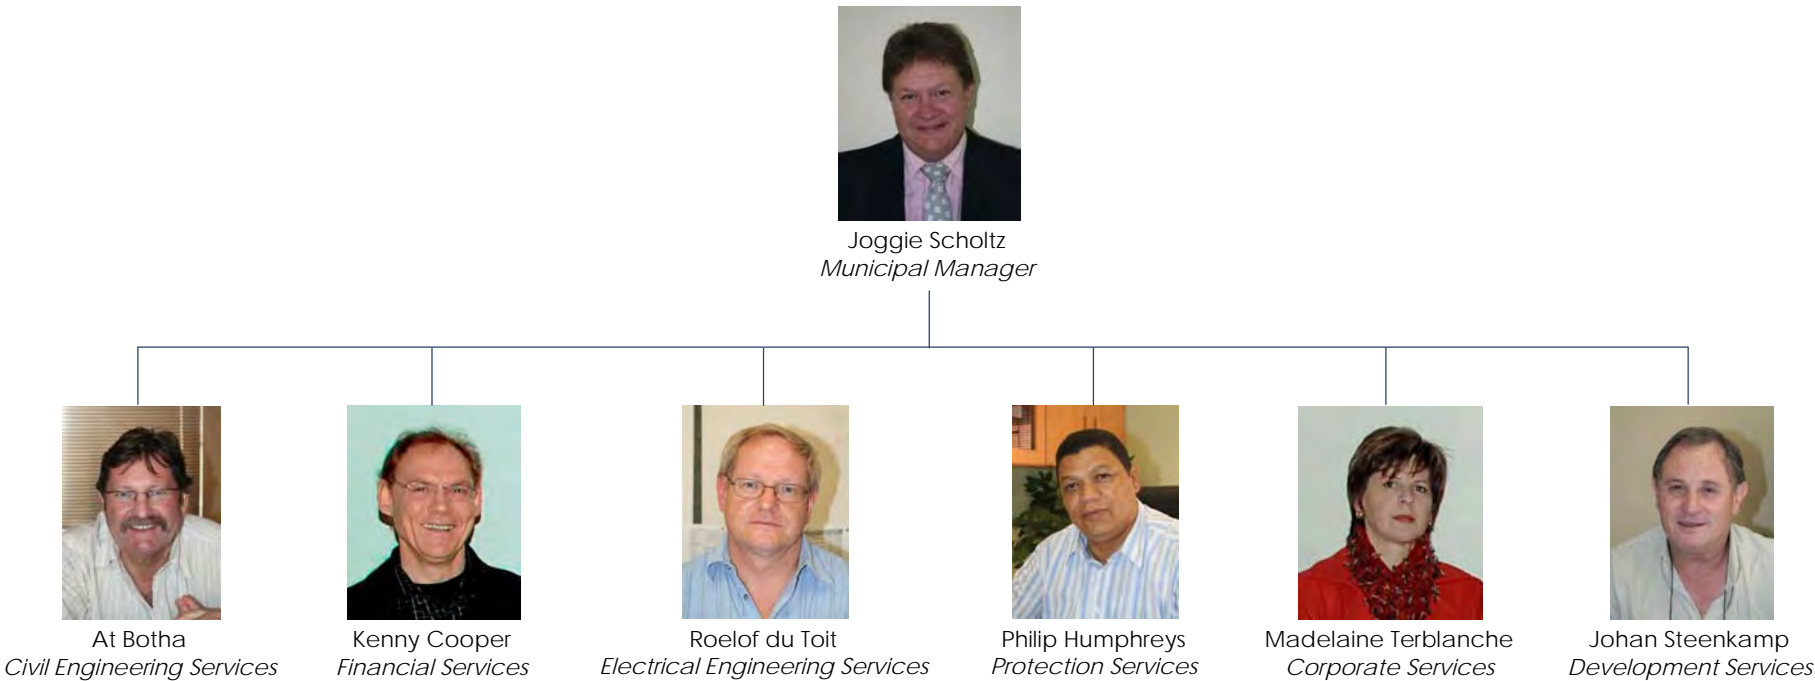 Joggie Scholtz
Municipal Manager
At Botha
Civil Engineering Services
Kenny Cooper
Financial Services
Roelof du Toit
Electrical Engineering Services
Philip Humphreys
Protection Services
Madelaine Terblanche
Corporate Services
Johan Steenkamp
Development Services